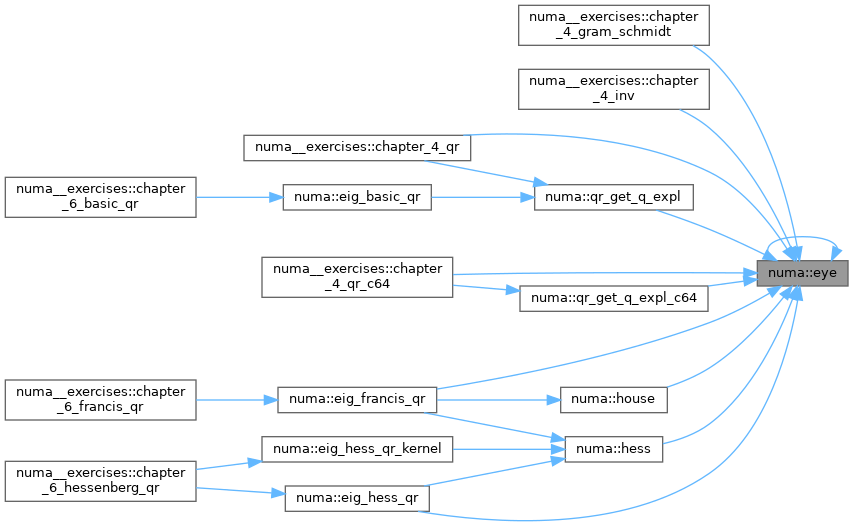 numa__exercises::chapter
_4_gram_schmidt
numa__exercises::chapter
_4_inv
numa__exercises::chapter_4_qr
numa__exercises::chapter
_6_basic_qr
numa::eig_basic_qr
numa::qr_get_q_expl
numa::eye
numa__exercises::chapter
_4_qr_c64
numa::qr_get_q_expl_c64
numa__exercises::chapter
_6_francis_qr
numa::eig_francis_qr
numa::house
numa::eig_hess_qr_kernel
numa::hess
numa__exercises::chapter
_6_hessenberg_qr
numa::eig_hess_qr